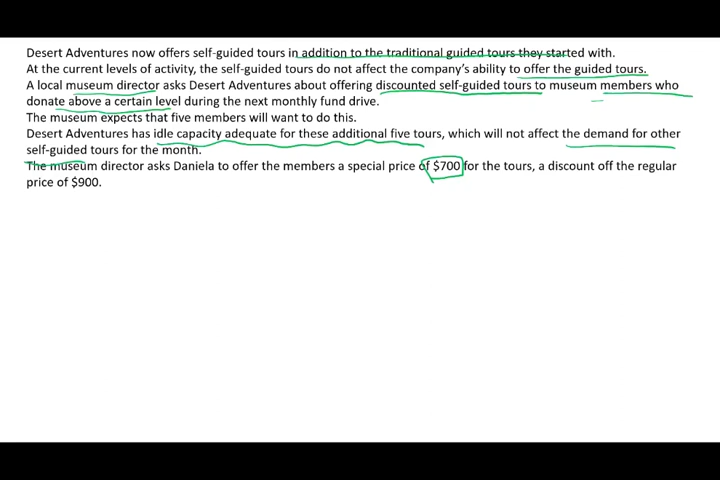 Desert Adventures now offers self-guided tours in addition to the traditional guided tours they started with.
At the current levels of activity, the self-guided tours do not affect the company's ability to offer the guided tours.
A local museum director asks Desert Adventures about offering discounted self-guided tours to museum members who
donate above a certain level during the next monthly fund drive.
The museum expects that five members will want to do this.
Desert Adventures has idle capacity adequate for these additional five tours, which will not affect the demand for other
self-guided tours for the month.
The museum director asks Daniela to offer the members a special price of $700 for the tours, a discount off the regular
price of $900.